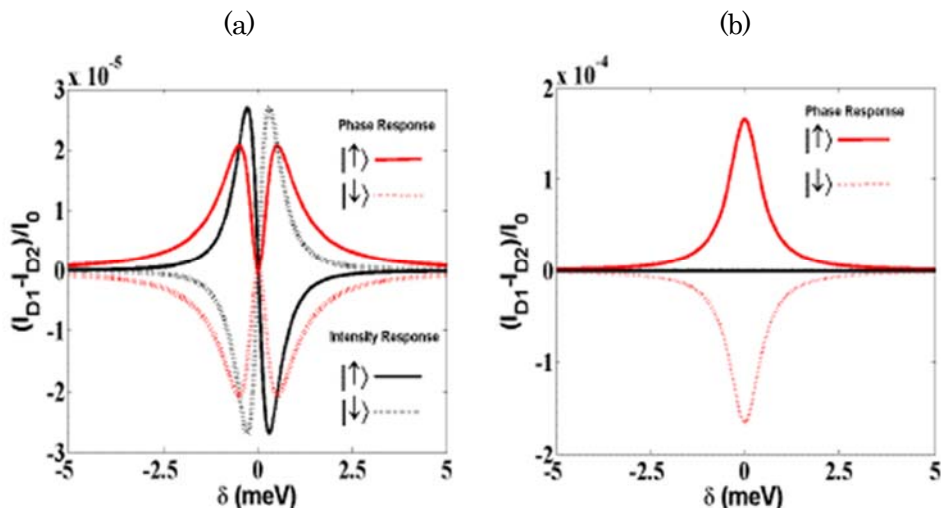 (a)
(b)
x 10⁻⁵
3
2
1
0
-1
-2
-3
-5
-2.5
0
2.5
5
(I_D1-I_D2)/I_0
δ (meV)
Phase Response
|↑⟩
|↓⟩
Intensity Response
|↑⟩
|↓⟩
x 10⁻⁴
2
1
0
-1
-2
-5
-2.5
0
2.5
5
(I_D1-I_D2)/I_0
δ (meV)
Phase Response
|↑⟩
|↓⟩